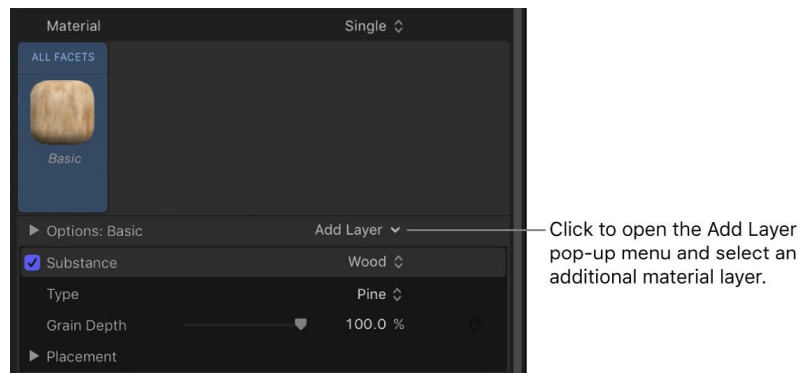 Material Single
ALL FACETS
Basic
Options: Basic Add Layer
Substance Wood
Type Pine
Grain Depth 100.0 %
Placement
Click to open the Add Layer
pop-up menu and select an
additional material layer.